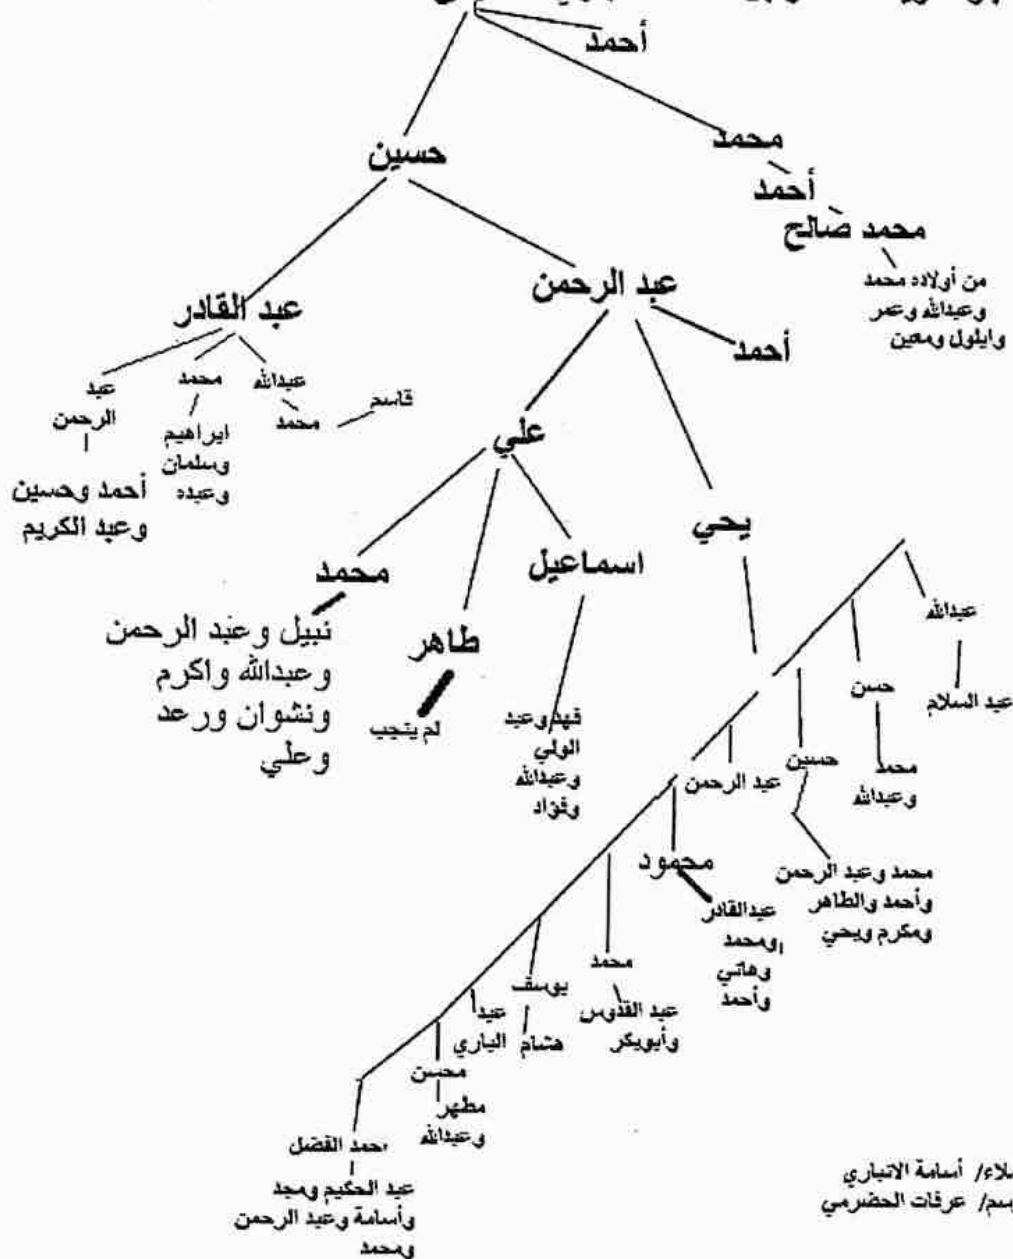 أحمد
محمد
حسين
أحمد
محمد صالح
من أولاده محمد
وعبدالله وعمر
وايلول ومعين
عبد الرحمن
عبد القادر
أحمد
عبدالله
محمد
عبد
الرحمن
قاسم
محمد
ابراهيم
وسلمان
وعبده
علي
أحمد وحسين
وعبد الكريم
يحي
اسماعيل
محمد
نبيل وعبد الرحمن
وعبدالله واكرم
ونشوان ورعد
وعلي
طاهر
لم ينجب
فهد وعبد
الولي
وعبدالله
وفؤاد
عبدالله
عبد السلام
حسن
محمد
وعبدالله
حسين
محمد وعبد الرحمن
وأحمد والطاهر
ومكرم ويحي
عبد الرحمن
محمود
عبدالقادر
ومحمد
وهاني
وأحمد
محمد
عبد القدوس
وأبوبكر
يوسف
هشام
عبد
الباري
محسن
مطهر
وعبدالله
احمد الفضل
عبد الحكيم ومجد
وأسامة وعبد الرحمن
ومحمد
أسامة الانباري
عرفات الحضرمي